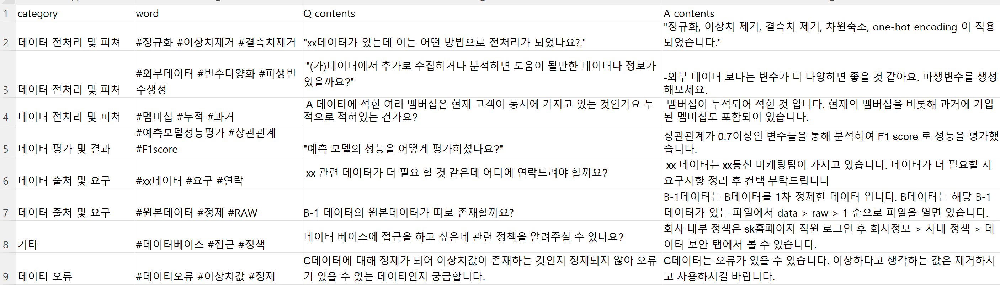 1 category word Q contents A contents
"정규화, 이상치 제거, 결측치 제거, 차원축소, one-hot encoding 이 적용
2 데이터 전처리 및 피쳐 #정규화 #이상치제거 #결측치제거 "xx데이터가 있는데 이는 어떤 방법으로 전처리가 되었나요?." 되었습니다."
"(가)데이터에서 추가로 수집하거나 분석하면 도움이 될만한 데이터나 정보가
#외부데이터 #변수다양화 #파생변 있을까요?" -외부 데이터 보다는 변수가 더 다양하면 좋을 것 같아요. 파생변수를 생성
3 데이터 전처리 및 피쳐 수생성 해보세요.
A 데이터에 적힌 여러 멤버십은 현재 고객이 동시에 가지고 있는 것인가요 누 멤버십이 누적되어 적힌 것 입니다. 현재의 멤버십을 비롯해 과거에 가입
4 데이터 전처리 및 피쳐 #멤버십 #누적 #과거 적으로 적혀있는 건가요? 된 멤버십도 포함되어 있습니다.
#예측모델성능평가 #상관관계 상관관계가 0.7이상인 변수들을 통해 분석하여 F1 score 로 성능을 평가했
5 데이터 평가 및 결과 #F1score "예측 모델의 성능을 어떻게 평가하셨나요?" 습니다.
xx 관련 데이터가 더 필요 할 것 같은데 어디에 연락드려야 할까요? xx 데이터는 xx통신 마케팅팀이 가지고 있습니다. 데이터가 더 필요할 시
6 데이터 출처 및 요구 #xx데이터 #요구 #연락 요구사항 정리 후 컨택 부탁드립니다
B-1데이터는 B데이터를 1차 정제한 데이터 입니다. B데이터는 해당 B-1
7 데이터 출처 및 요구 #원본데이터 #정제 #RAW B-1 데이터의 원본데이터가 따로 존재할까요? 데이터가 있는 파일에서 data > raw > 1 순으로 파일을 열면 있습니다.
데이터 베이스에 접근을 하고 싶은데 관련 정책을 알려주실 수 있나요? 회사 내부 정책은 sk홈페이지 직원 로그인 후 회사정보 > 사내 정책 > 데
8 기타 #데이터베이스 #접근 #정책 이터 보안 탭에서 볼 수 있습니다.
C데이터에 대해 정제가 되어 이상치값이 존재하는 것인지 정제되지 않아 오류 C데이터는 오류가 있을 수 있습니다. 이상하다고 생각하는 값은 제거하시
9 데이터 오류 #데이터오류 #이상치값 #정제 가 있을 수 있는 데이터인지 궁금합니다. 고 사용하시길 바랍니다.